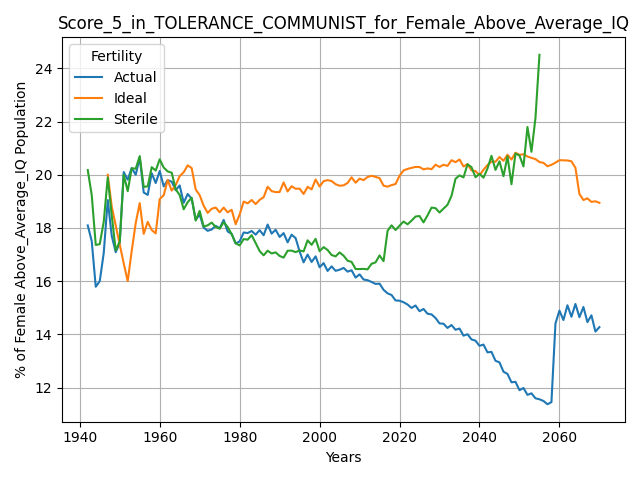 Score_5_in_TOLERANCE_COMMUNIST_for_Female_Above_Average_IQ
Fertility
Actual
Ideal
Sterile
% of Female Above_Average_IQ Population
24
22
20
18
16
14
12
1940 1960 1980 2000 2020 2040 2060
Years